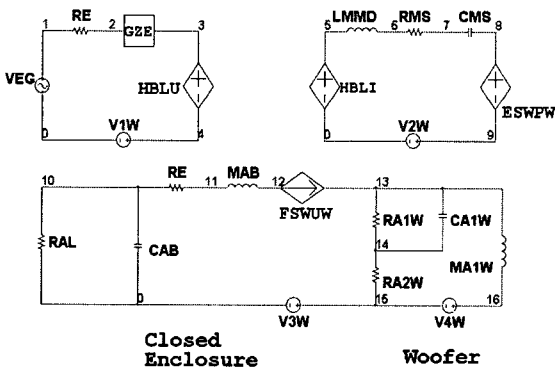 1 RE 2 GZE 3
VEG
HBLU
0 V1W 4
5 LMMD 6 RMS 7 CMS 8
HBLI
ESWPW
0 V2W 9
10 RE 11 MAB 12 13
FSWUW
RAL
CAB
RA1W
CA1W
14
MA1W
RA2W
0 V3W 15 V4W 16
Closed
Enclosure
Woofer